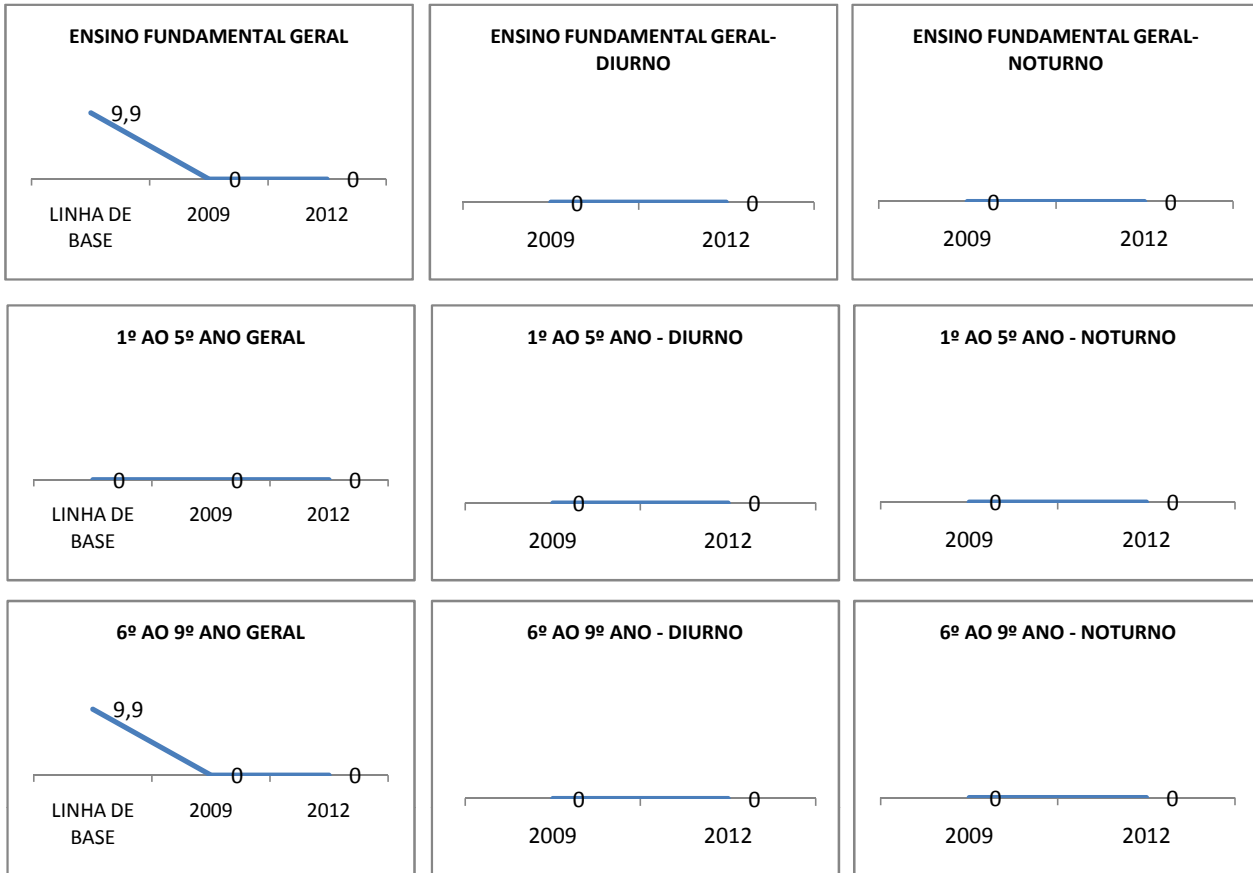 ENSINO FUNDAMENTAL GERAL
9,9
0
0
LINHA DE
BASE
2009
2012
ENSINO FUNDAMENTAL GERAL-
DIURNO
0
0
2009
2012
ENSINO FUNDAMENTAL GERAL-
NOTURNO
0
0
2009
2012
1º AO 5º ANO GERAL
0
0
0
LINHA DE
BASE
2009
2012
1º AO 5º ANO - DIURNO
0
0
2009
2012
1º AO 5º ANO - NOTURNO
0
0
2009
2012
6º AO 9º ANO GERAL
9,9
0
0
LINHA DE
BASE
2009
2012
6º AO 9º ANO - DIURNO
0
0
2009
2012
6º AO 9º ANO - NOTURNO
0
0
2009
2012